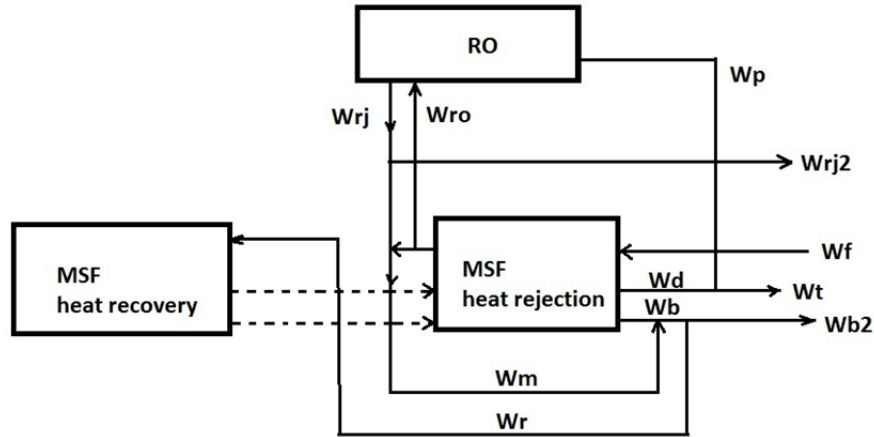 RO
Wp
Wrj
Wro
Wrj2
MSF
heat recovery
MSF
heat rejection
Wf
Wd
Wt
Wb
Wb2
Wm
Wr